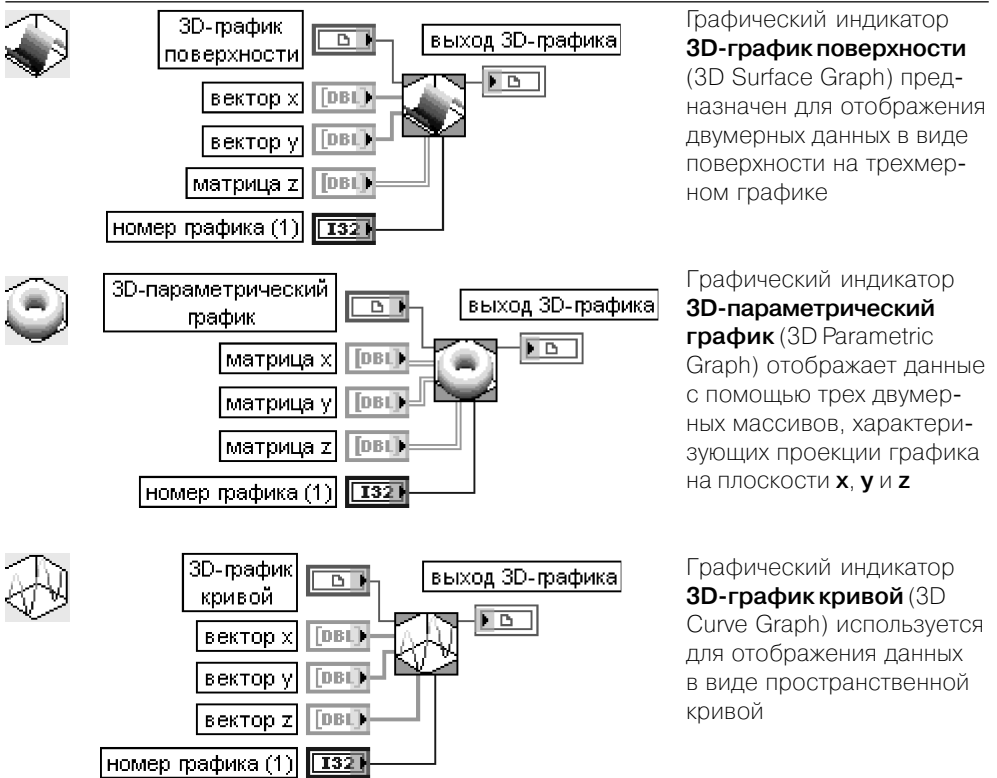 3D-график
поверхности
вектор x
[DBL]
вектор y
[DBL]
матрица z
[DBL]
номер графика (1)
I32
выход 3D-графика
Графический индикатор
3D-график поверхности
(3D Surface Graph) пред-
назначен для отображения
двумерных данных в виде
поверхности на трехмер-
ном графике
3D-параметрический
график
матрица x
[DBL]
матрица y
[DBL]
матрица z
[DBL]
номер графика (1)
I32
выход 3D-графика
Графический индикатор
3D-параметрический
график (3D Parametric
Graph) отображает данные
с помощью трех двумер-
ных массивов, характери-
зующих проекции графика
на плоскости x, y и z
3D-график
кривой
вектор x
[DBL]
вектор y
[DBL]
вектор z
[DBL]
номер графика (1)
I32
выход 3D-графика
Графический индикатор
3D-график кривой (3D
Curve Graph) используется
для отображения данных
в виде пространственной
кривой